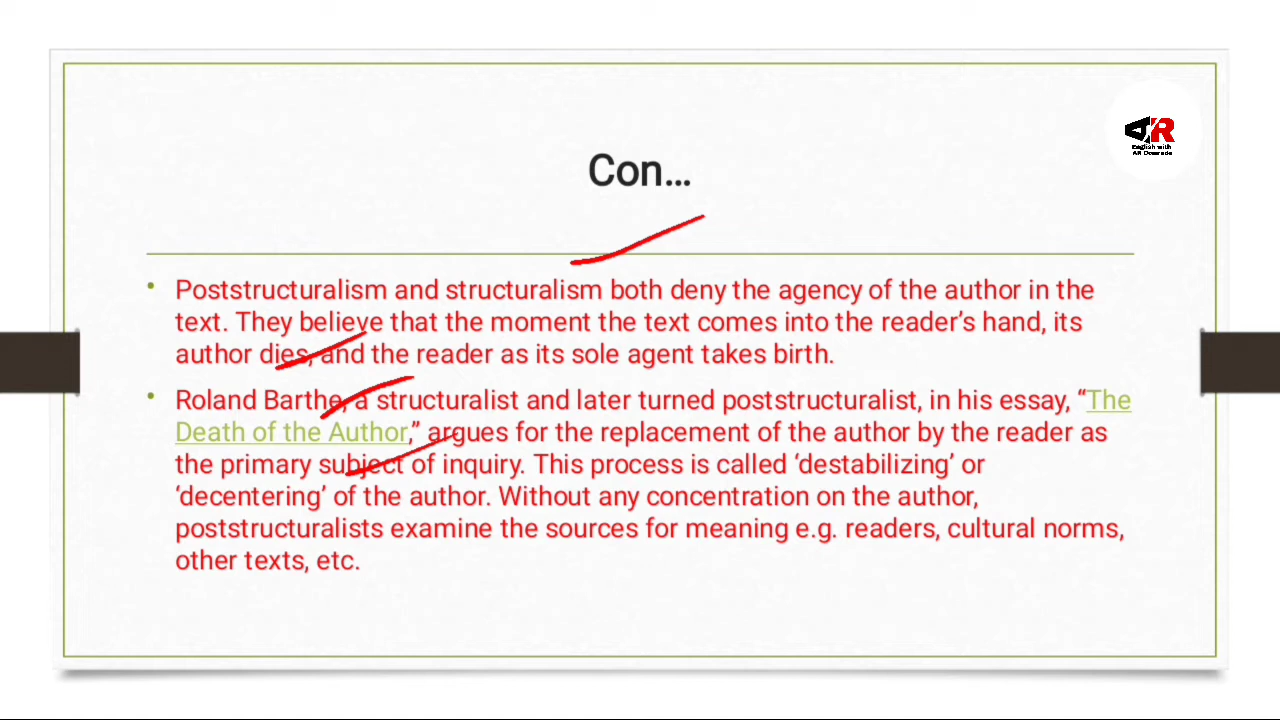 AR
English with
AR Dowrade
Con...
• Poststructuralism and structuralism both deny the agency of the author in the
text. They believe that the moment the text comes into the reader’s hand, its
author dies, and the reader as its sole agent takes birth.
• Roland Barthe, a structuralist and later turned poststructuralist, in his essay, “The
Death of the Author,” argues for the replacement of the author by the reader as
the primary subject of inquiry. This process is called ‘destabilizing’ or
‘decentering’ of the author. Without any concentration on the author,
poststructuralists examine the sources for meaning e.g. readers, cultural norms,
other texts, etc.